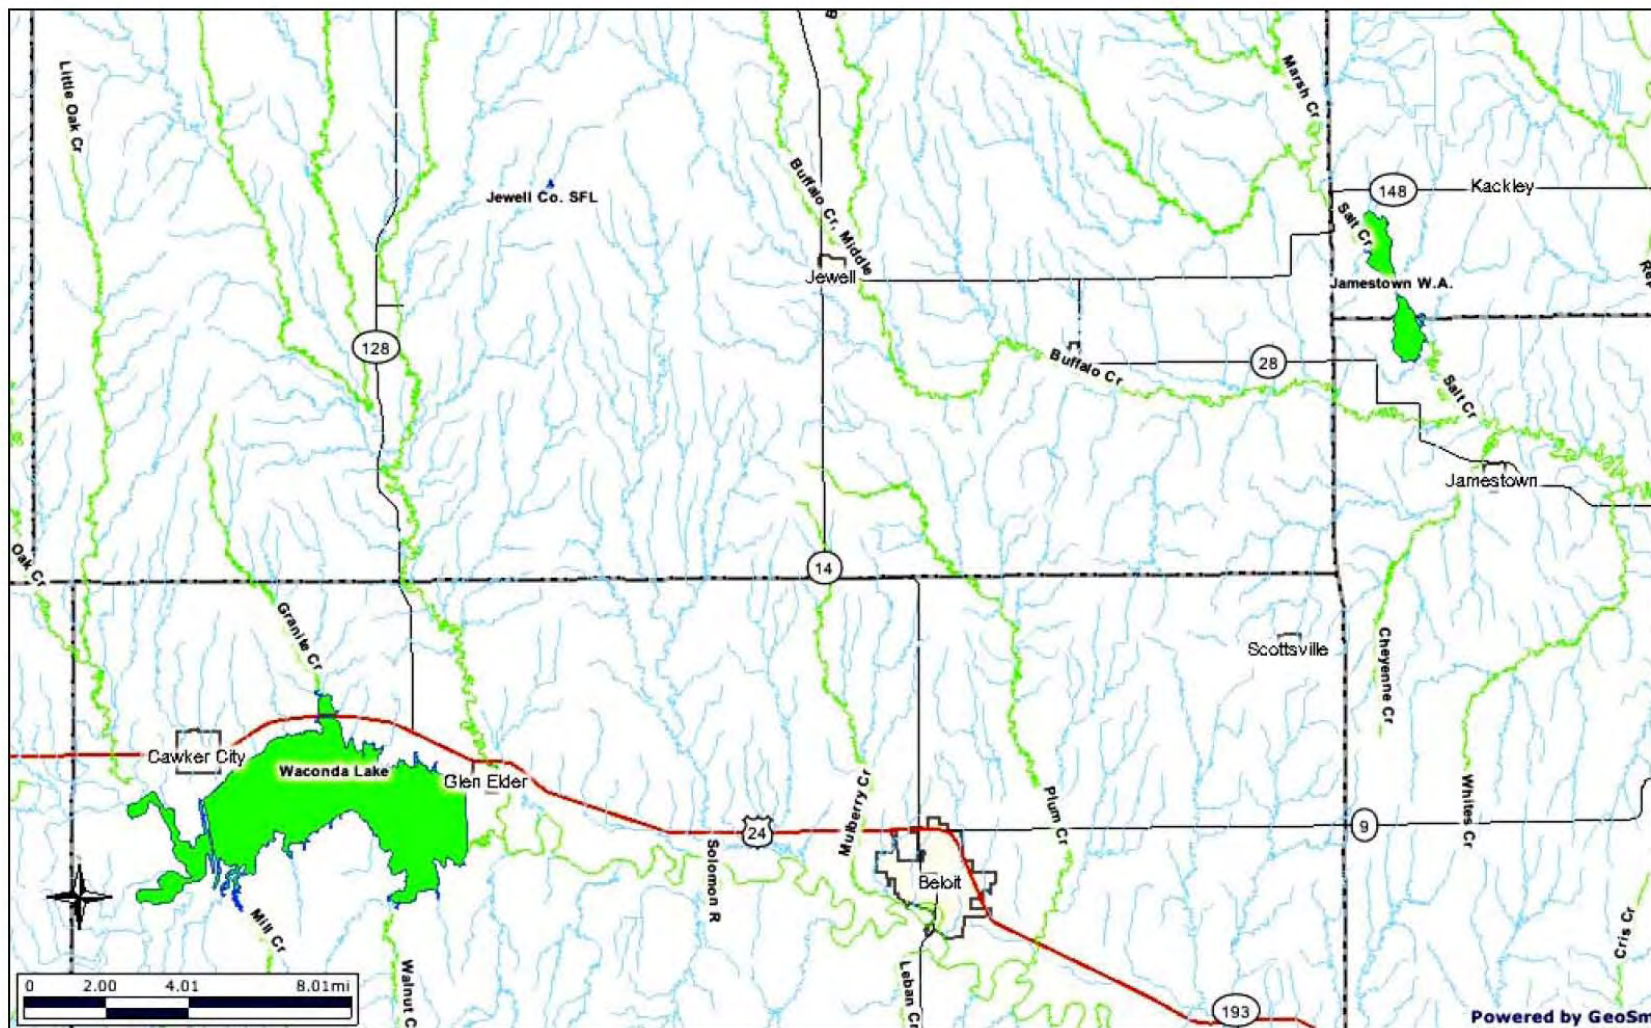 B
Little Oak Cr
Marsh Cr
148
Kackley
Jewell Co. SFL
Buffalo Cr, Middle
Salt Cr
Jewell
Jamestown W.A.
128
28
Buffalo Cr
Salt Cr
Jamestown
Oak Cr
14
Granite Cr
Scottsville
Cheyenne Cr
Cawker City
Waconda Lake
Glen Elder
24
Mulberry Cr
Plum Cr
9
Whites Cr
Solomon R
Beloit
Mill Cr
Walnut C
Leban Cr
Cris Cr
0 2.00 4.01 8.01mi
193
Powered by GeoSm